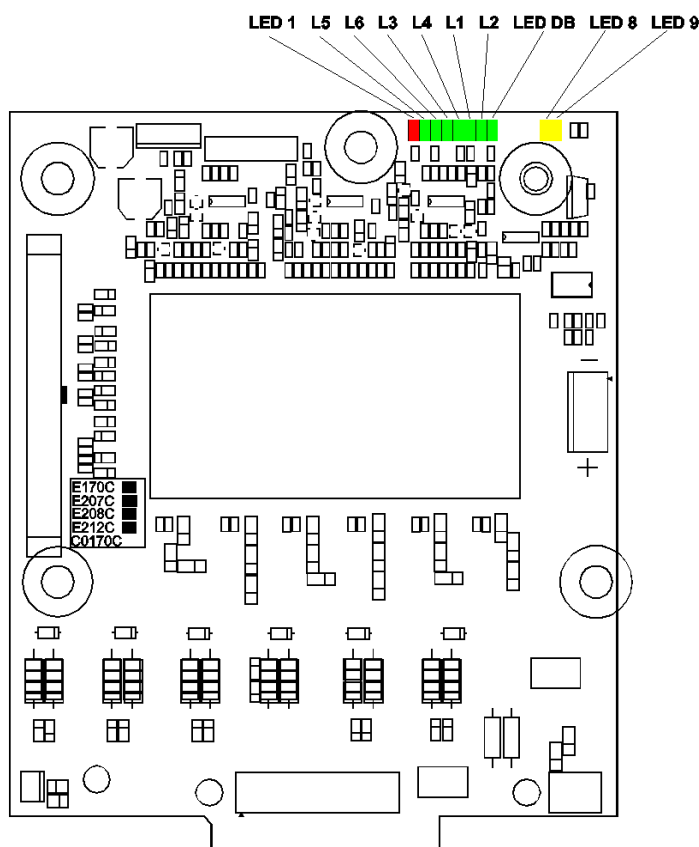 LED 1 L5 L6 L3 L4 L1 L2 LED DB LED 8 LED 9
−
+
E170C
E207C
E208C
E212C
C0170C